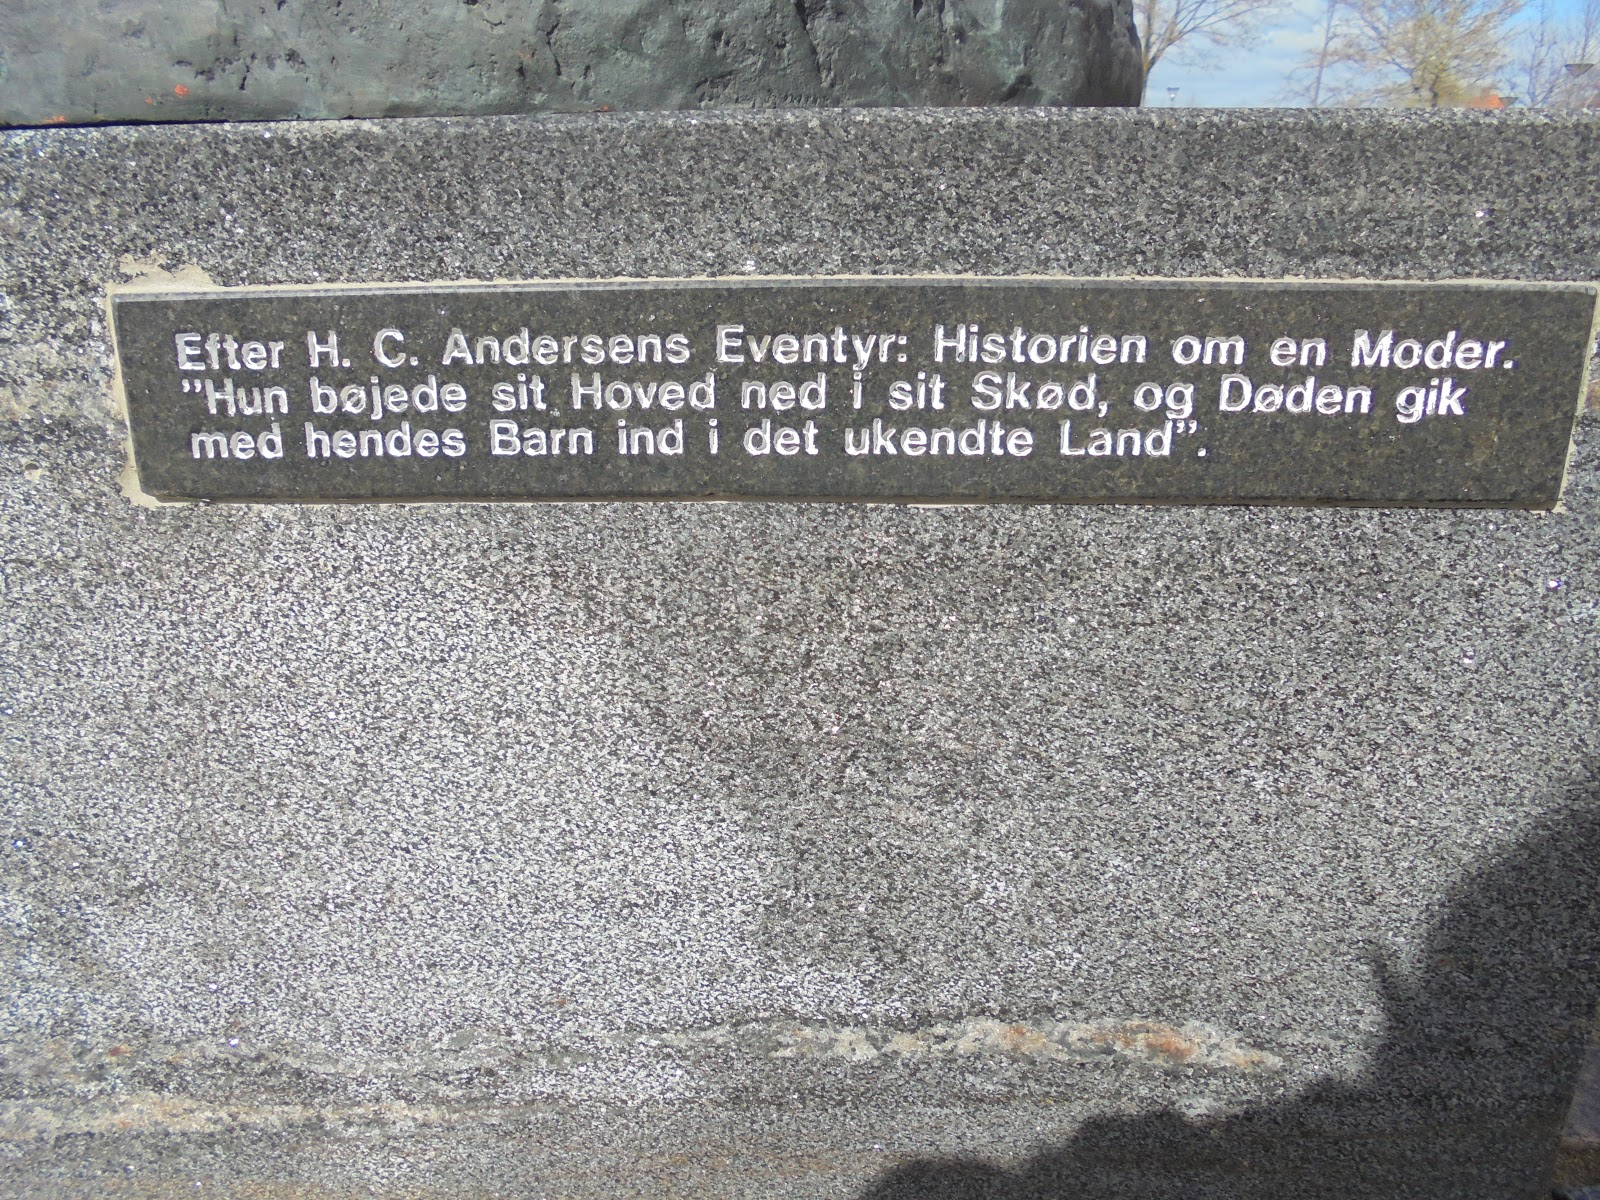 Efter H. C. Andersens Eventyr: Historien om en Moder.
"Hun bøjede sit Hoved ned i sit Skød, og Døden gik
med hendes Barn ind i det ukendte Land".